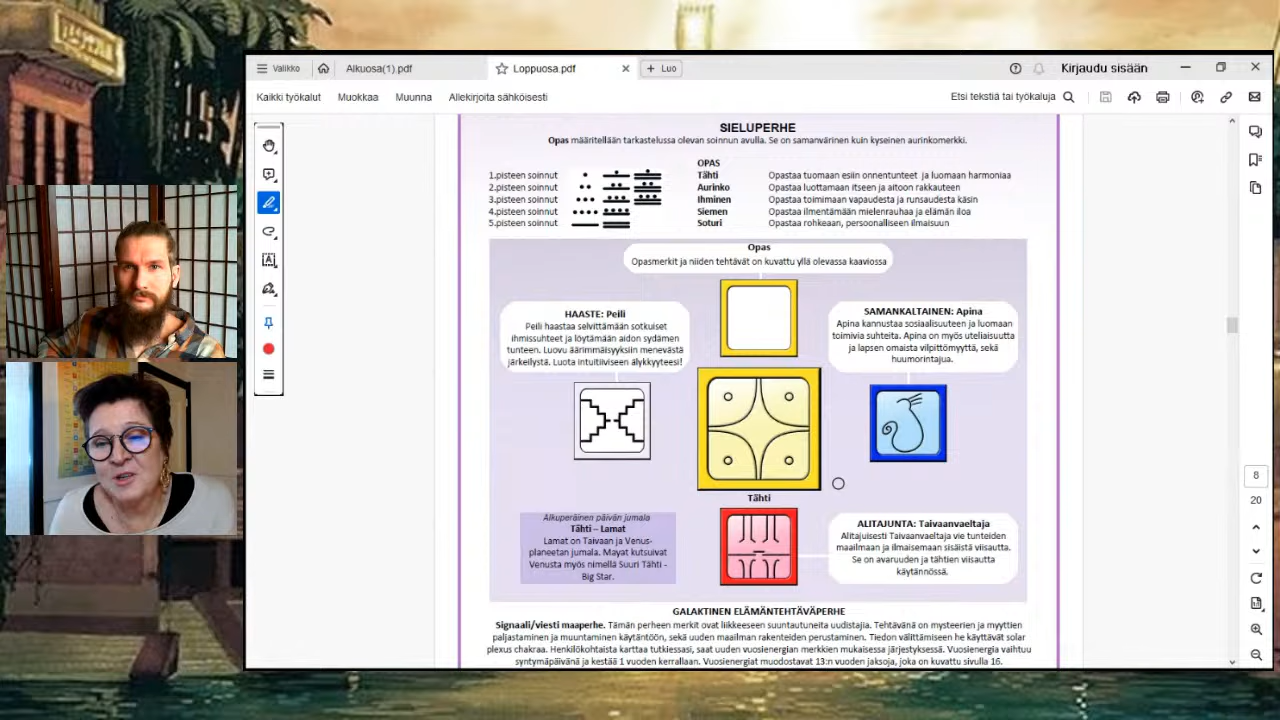 Valikko
Alkuosa(1).pdf
Loppuosa.pdf
Luo
Kirjaudu sisään
Kaikki työkalut
Muokkaa
Muunna
Allekirjoita sähköisesti
Etsi tekstiä tai työkaluja
SIELUPERHE
Opas määritellään tarkastelussa olevan soinnun avulla. Se on samanvärinen kuin kyseinen aurinkomerkki.
OPAS
1.pisteen soinnut Tähti Opastaa tuomaan esiin onnentunteet ja luomaan harmoniaa
2.pisteen soinnut Aurinko Opastaa luottamaan itseen ja aitoon rakkauteen
3.pisteen soinnut Ihminen Opastaa toimimaan vapaudesta ja runsaudesta käsin
4.pisteen soinnut Siemen Opastaa ilmentämään mielenrauhaa ja elämän iloa
5.pisteen soinnut Soturi Opastaa rohkeaan, persoonalliseen ilmaisuun
Opas
Opasmerkit ja niiden tehtävät on kuvattu yllä olevassa kaaviossa
HAASTE: Peili
Peili haastaa selvittämään sotkuiset
ihmissuhteet ja löytämään aidon sydämen
tunteen. Luovu äärimmäisyyksiin menevästä
järkeilystä. Luota intuitiiviseen älykkyyteesi!
SAMANKALTAINEN: Apina
Apina kannustaa sosiaalisuuteen ja luomaan
toimivia suhteita. Apina on myös uteliaisuutta
ja lapsen omaista vilpittömyyttä, sekä
huumorintajua.
Tähti
Alkuperäinen päivän jumala
Tähti – Lamat
Lamat on Taivaan ja Venus-
planeetan jumala. Mayat kutsuivat
Venusta myös nimellä Suuri Tähti -
Big Star.
ALITAJUNTA: Taivaanvaeltaja
Alitajuisesti Taivaanvaeltaja vie tunteiden
maailmaan ja ilmaisemaan sisäistä viisautta.
Se on avaruuden ja tähtien viisautta
käytännössä.
GALAKTINEN ELÄMÄNTEHTÄVÄPERHE
Signaali/viesti maaperhe. Tämän perheen merkit ovat liikkeeseen suuntautuneita uudistajia. Tehtävänä on mysteerien ja myyttien
paljastaminen ja muuntaminen käytäntöön, sekä uuden maailman rakenteiden perustaminen. Tiedon välittämiseen he käyttävät solar
plexus chakraa. Henkilökohtaista karttaa tutkiessasi, saat uuden vuosienergian merkkien mukaisessa järjestyksessä. Vuosienergia vaihtuu
syntymäpäivänä ja kestää 1 vuoden kerrallaan. Vuosienergiat muodostavat 13:n vuoden jaksoja, joka on kuvattu sivulla 16.
8
20